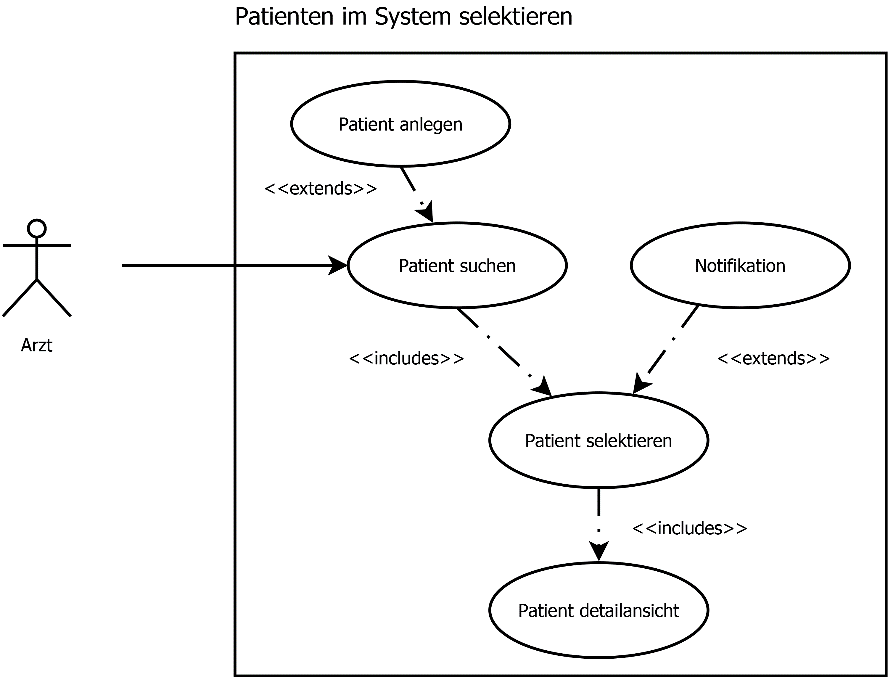 Patienten im System selektieren
Patient anlegen
<<extends>>
Patient suchen
Notifikation
Arzt
<<includes>>
<<extends>>
Patient selektieren
<<includes>>
Patient detailansicht